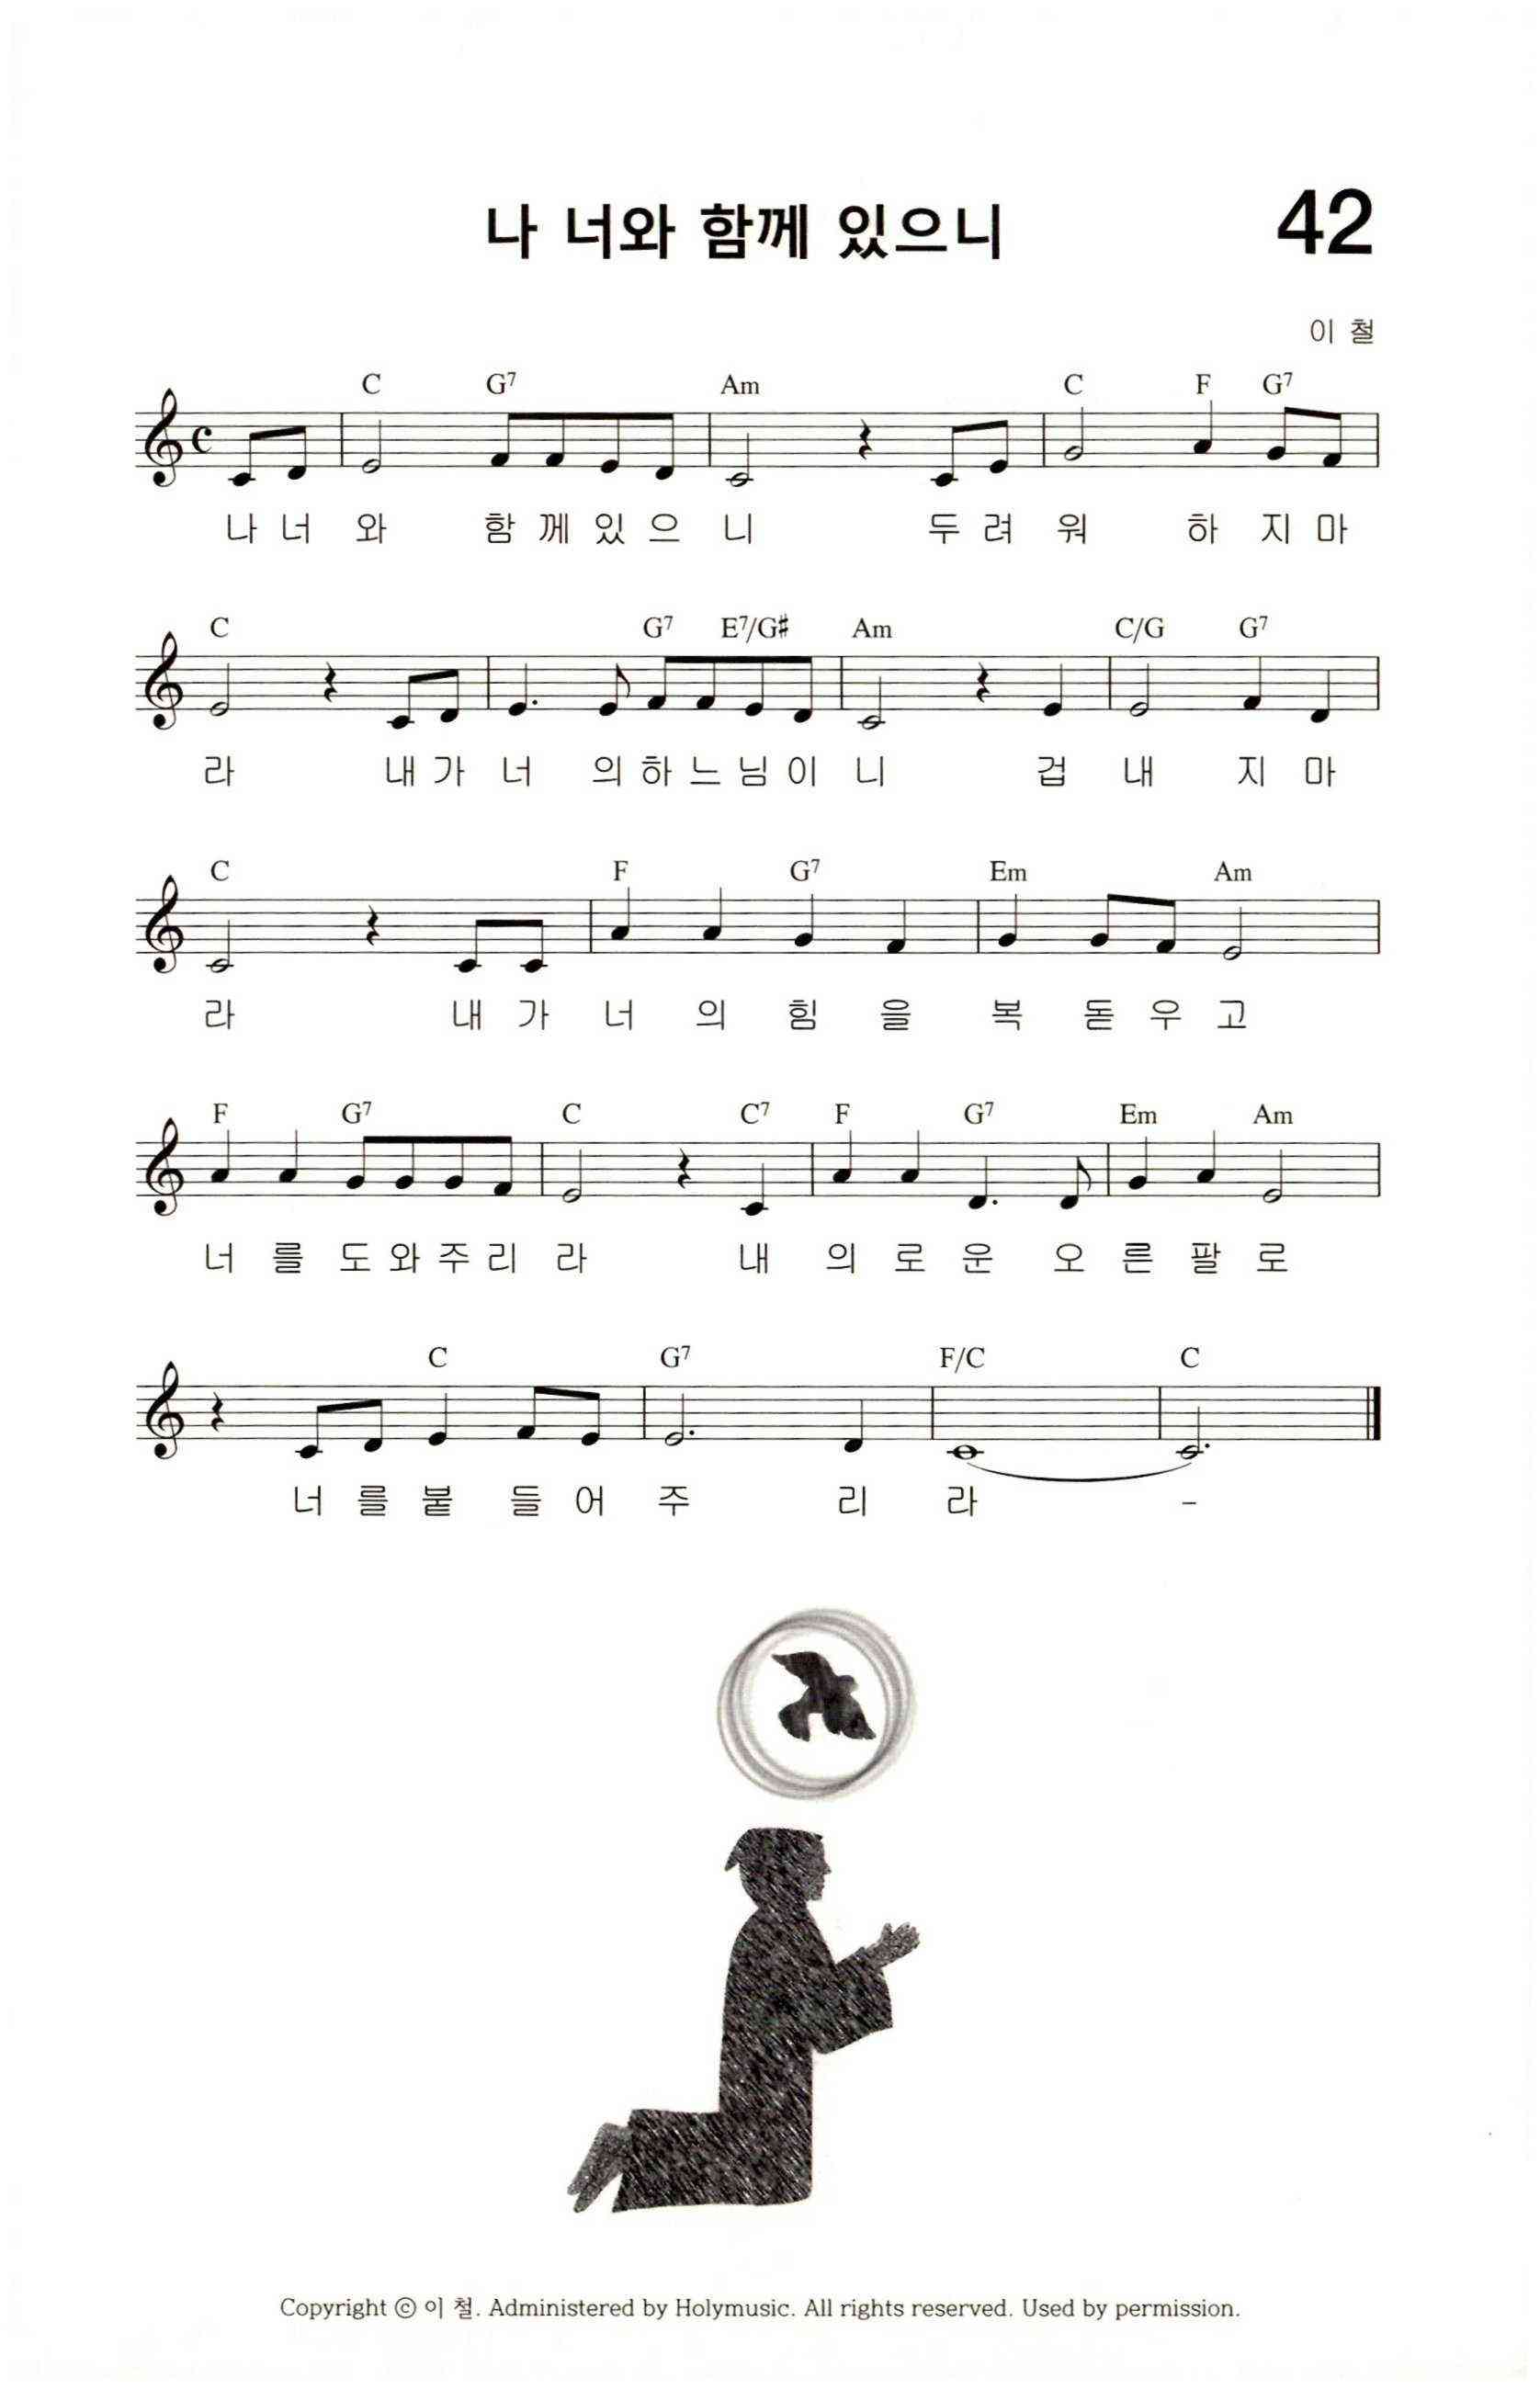 나 너와 함께 있으니 42
이 철
C G7 Am C F G7
나 너 와 함 께 있 으 니 두 려 워 하 지 마
C G7 E7/G# Am C/G G7
라 내 가 너 의 하 느 님 이 니 겁 내 지 마
C F G7 Em Am
라 내 가 너 의 힘 을 북 돋 우 고
F G7 C C7 F G7 Em Am
너 를 도 와 주 리 라 내 의 로 운 오 른 팔 로
C G7 F/C C
너 를 붙 들 어 주 리 라 -
Copyright ⓒ 이 철. Administered by Holymusic. All rights reserved. Used by permission.